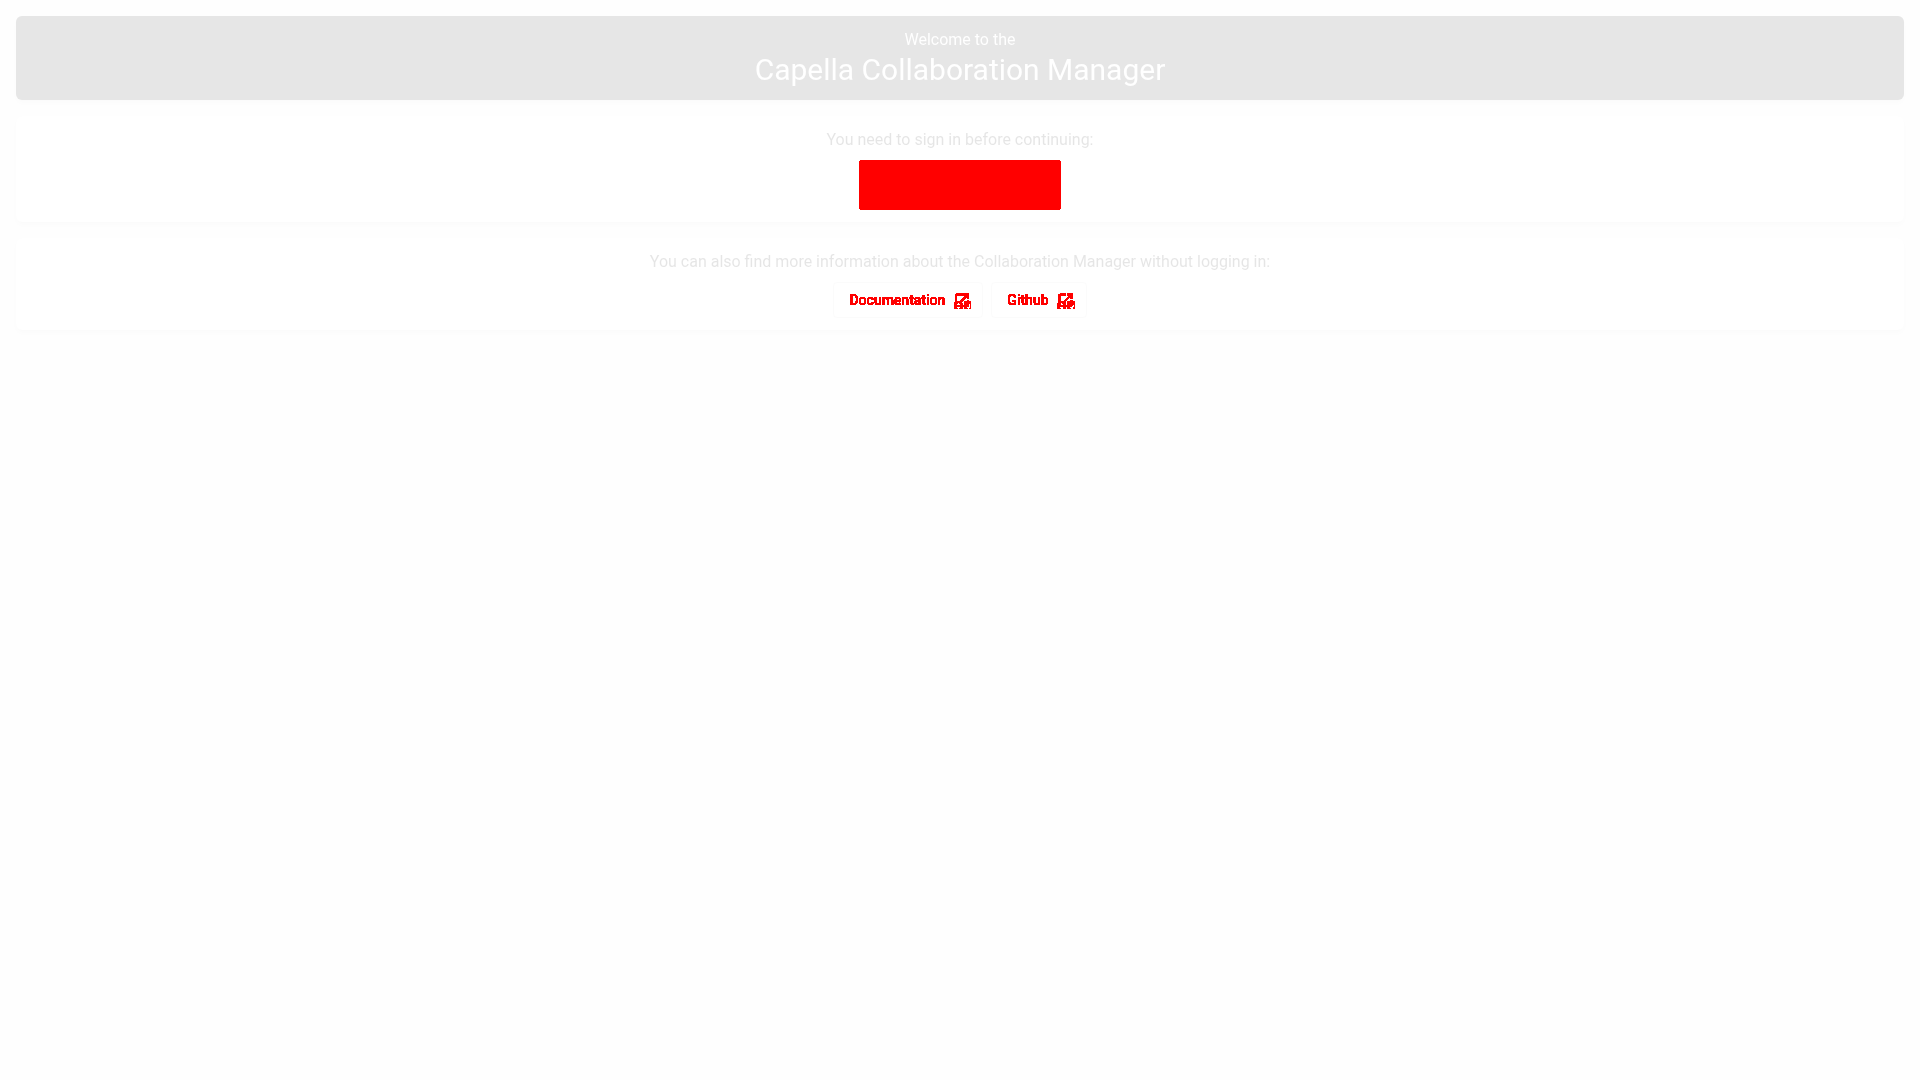 Welcome to the
Capella Collaboration Manager
You need to sign in before continuing:
You can also find more information about the Collaboration Manager without logging in:
Documentation
Github